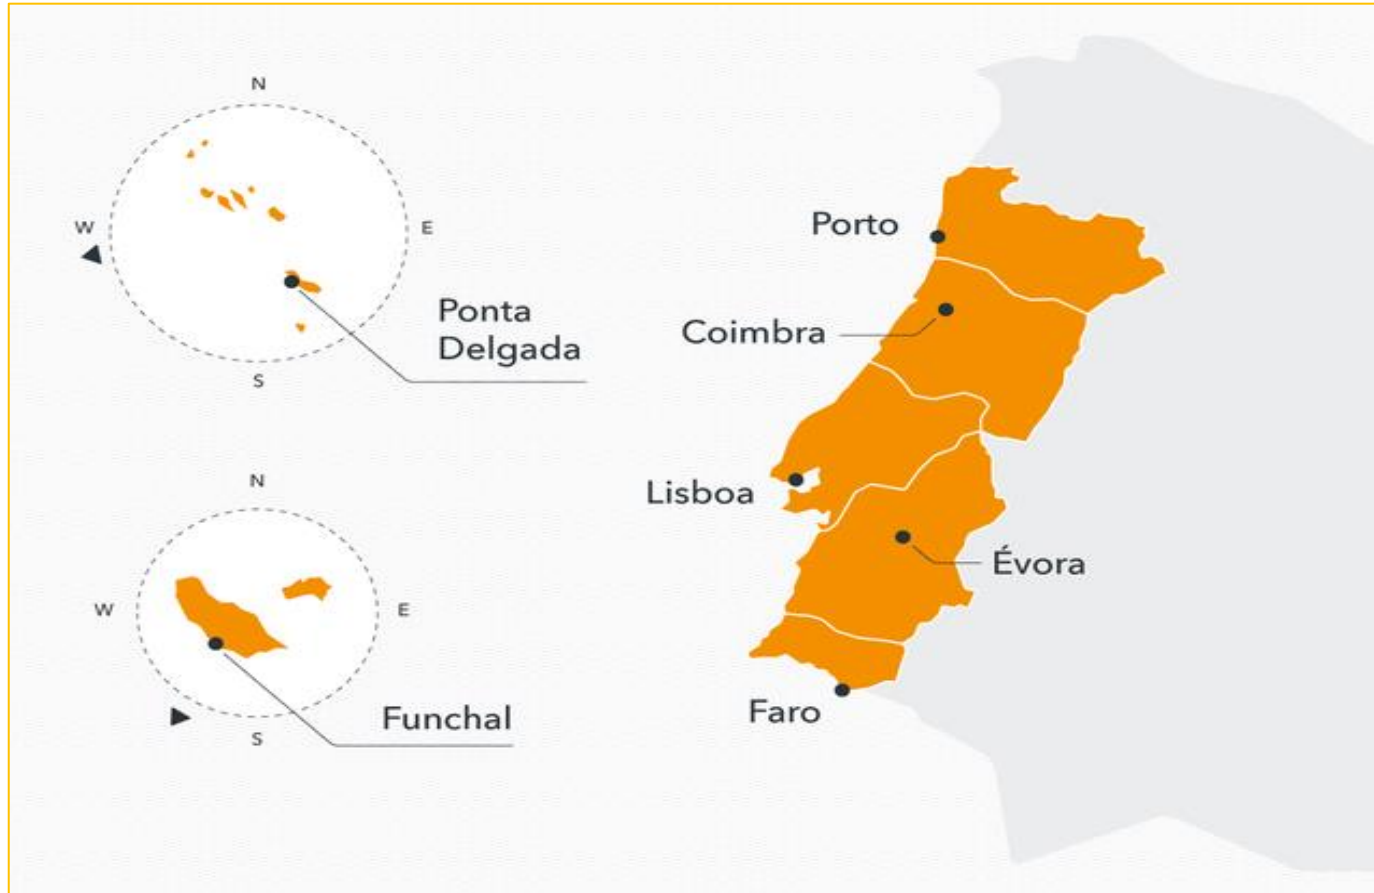 N
W
E
S
Ponta
Delgada
N
W
E
S
Funchal
Porto
Coimbra
Lisboa
Évora
Faro